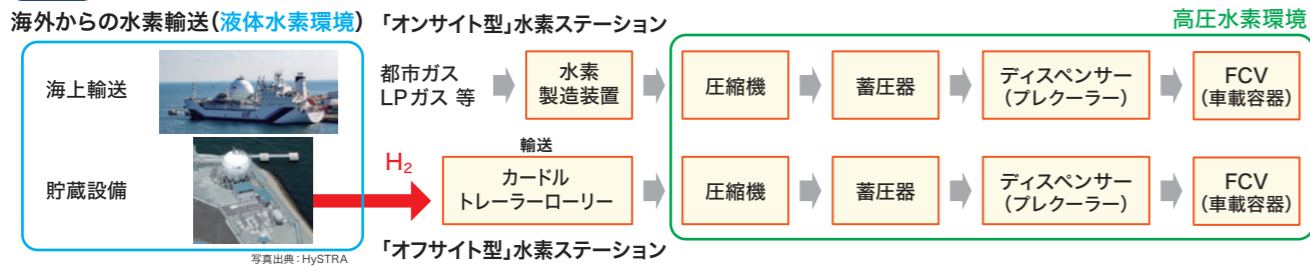 海外からの水素輸送(液体水素環境)
「オンサイト型」水素ステーション
高圧水素環境
海上輸送
都市ガス
LPガス 等
水素
製造装置
圧縮機
蓄圧器
ディスペンサー
(プレクーラー)
FCV
(車載容器)
貯蔵設備
H₂
輸送
カードル
トレーラーローリー
圧縮機
蓄圧器
ディスペンサー
(プレクーラー)
FCV
(車載容器)
写真出典:HySTRA
「オフサイト型」水素ステーション